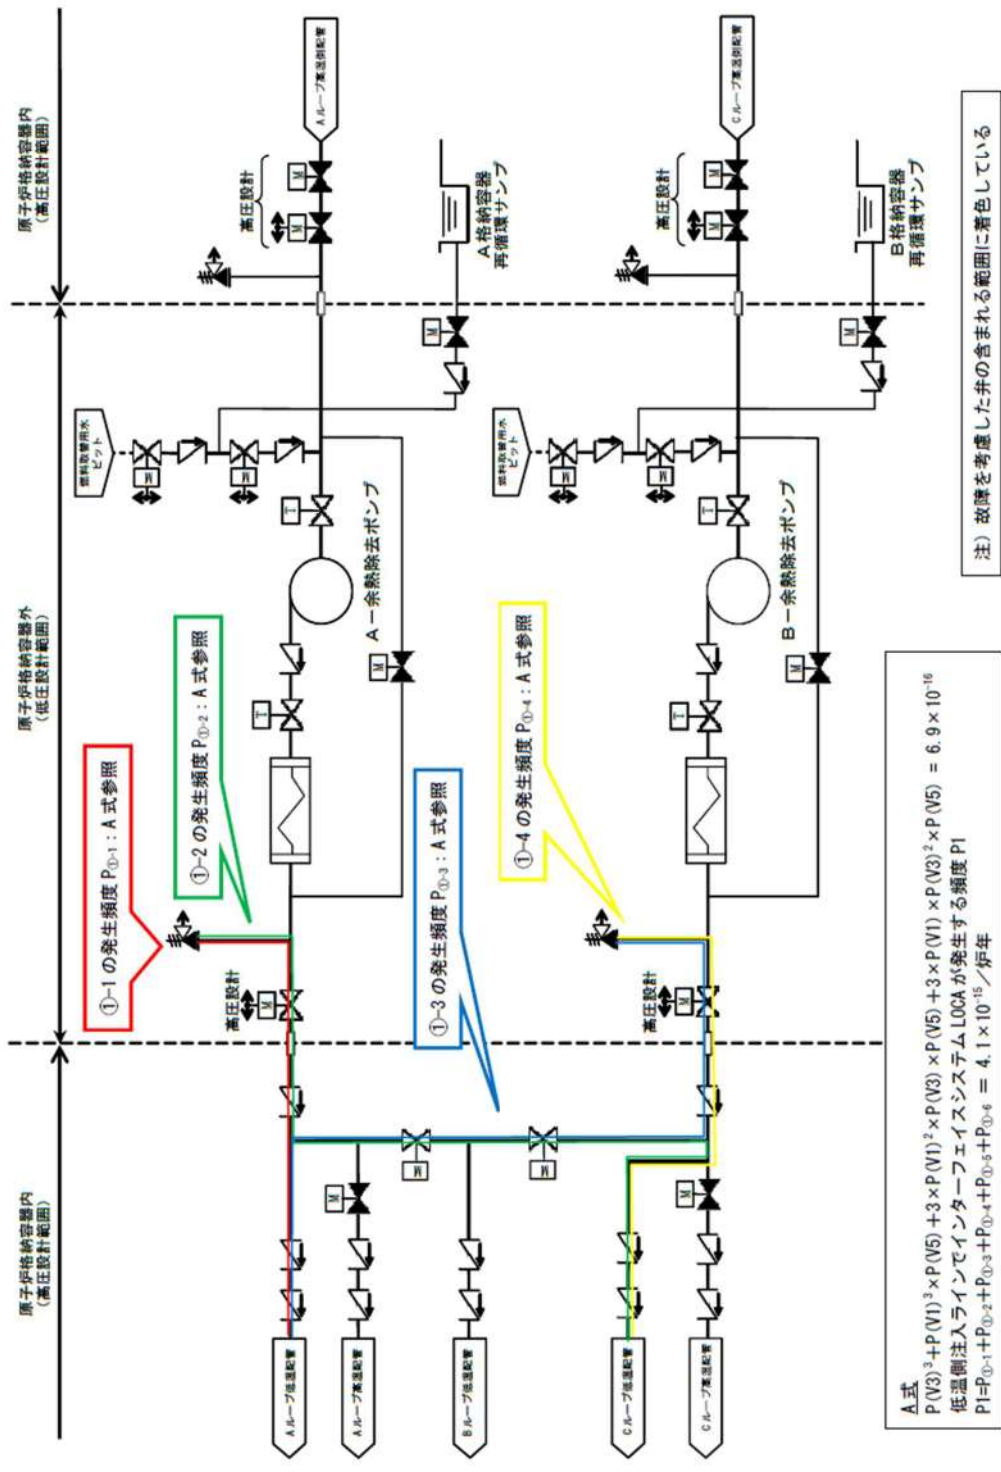 原子炉格納容器内
(高圧設計範囲)
原子炉格納容器外
(低圧設計範囲)
原子炉格納容器内
(高圧設計範囲)
①-1 の発生頻度 P①-1：A 式参照
①-2 の発生頻度 P①-2：A 式参照
燃料取替用水
ピット
M
M
高圧設計
M
M
Aループ高温側配管
Aループ低温配管
高圧設計
M
T
T
A－余熱除去ポンプ
M
M
A格納容器
再循環サンプ
Aループ高温配管
M
M
①-3 の発生頻度 P①-3：A 式参照
①-4 の発生頻度 P①-4：A 式参照
Bループ低温配管
M
燃料取替用水
ピット
M
M
高圧設計
M
M
Cループ高温側配管
Cループ低温配管
高圧設計
M
T
T
B－余熱除去ポンプ
M
M
B格納容器
再循環サンプ
Cループ高温配管
M
A 式
P(V3)³+P(V1)³×P(V5)+3×P(V1)²×P(V3)×P(V5)+3×P(V1)×P(V3)²×P(V5) = 6.9×10⁻¹⁶
低温側注入ラインでインターフェイスシステム LOCA が発生する頻度 P1
P1=P①-1+P①-2+P①-3+P①-4+P①-5+P①-6 = 4.1×10⁻¹⁵／炉年
注）故障を考慮した弁の含まれる範囲に着色している